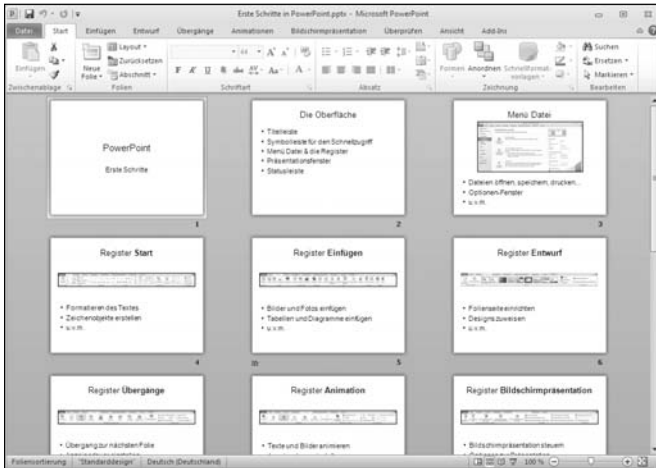 Erste Schritte in PowerPoint.pptx - Microsoft PowerPoint
Datei Start Einfügen Entwurf Übergänge Animationen Bildschirmpräsentation Überprüfen Ansicht Add-Ins
Einfügen
Neue Folie
Layout
Zurücksetzen
Abschnitt
F K U S abc AV Aa A
Formen Anordnen Schnellformat-
vorlagen
Suchen
Ersetzen
Markieren
Zwischenablage Folien Schriftart Absatz Zeichnung Bearbeiten
PowerPoint
Erste Schritte
1
Die Oberfläche
• Titelleiste
• Symbolleiste für den Schnellzugriff
• Menü Datei & die Register
• Präsentationsfenster
• Statusleiste
2
Menü Datei
• Dateien öffnen, speichern, drucken...
• Optionen-Fenster
• u.v.m.
3
Register Start
• Formatieren des Textes
• Zeichenobjekte erstellen
• u.v.m.
4
Register Einfügen
• Bilder und Fotos einfügen
• Tabellen und Diagramme einfügen
• u.v.m.
5
Register Entwurf
• Folienseite einrichten
• Designs zuweisen
• u.v.m.
6
Register Übergänge
• Übergang zur nächsten Folie
Register Animation
• Texte und Bilder animieren
Register Bildschirmpräsentation
• Bildschirmpräsentation steuern
Foliensortierung "Standarddesign" Deutsch (Deutschland) 100 %